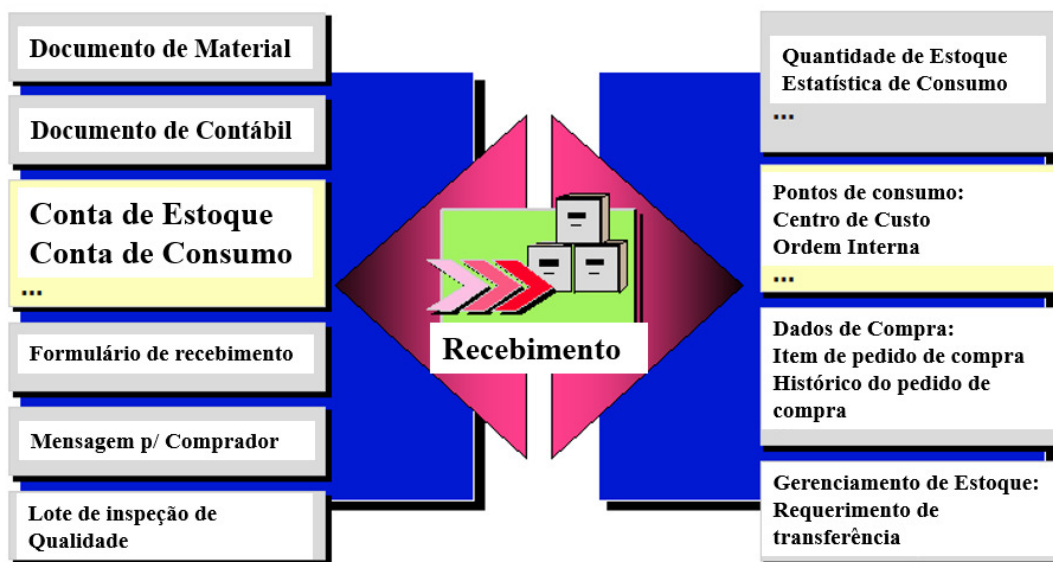 Documento de Material
Documento de Contábil
Conta de Estoque
Conta de Consumo
...
Formulário de recebimento
Mensagem p/ Comprador
Lote de inspeção de
Qualidade
Recebimento
Quantidade de Estoque
Estatística de Consumo
...
Pontos de consumo:
Centro de Custo
Ordem Interna
...
Dados de Compra:
Item de pedido de compra
Histórico do pedido de
compra
Gerenciamento de Estoque:
Requerimento de
transferência